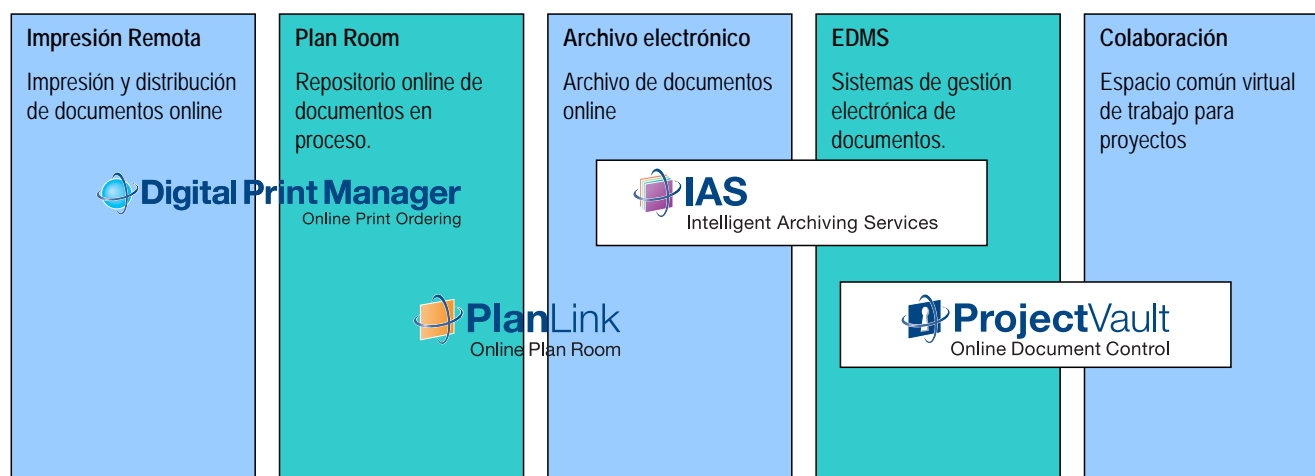 Impresión Remota
Impresión y distribución
de documentos online
Plan Room
Repositorio online de
documentos en
proceso.
Archivo electrónico
Archivo de documentos
online
EDMS
Sistemas de gestión
electrónica de
documentos.
Colaboración
Espacio común virtual
de trabajo para
proyectos
Digital Print Manager
Online Print Ordering
IAS
Intelligent Archiving Services
PlanLink
Online Plan Room
ProjectVault
Online Document Control